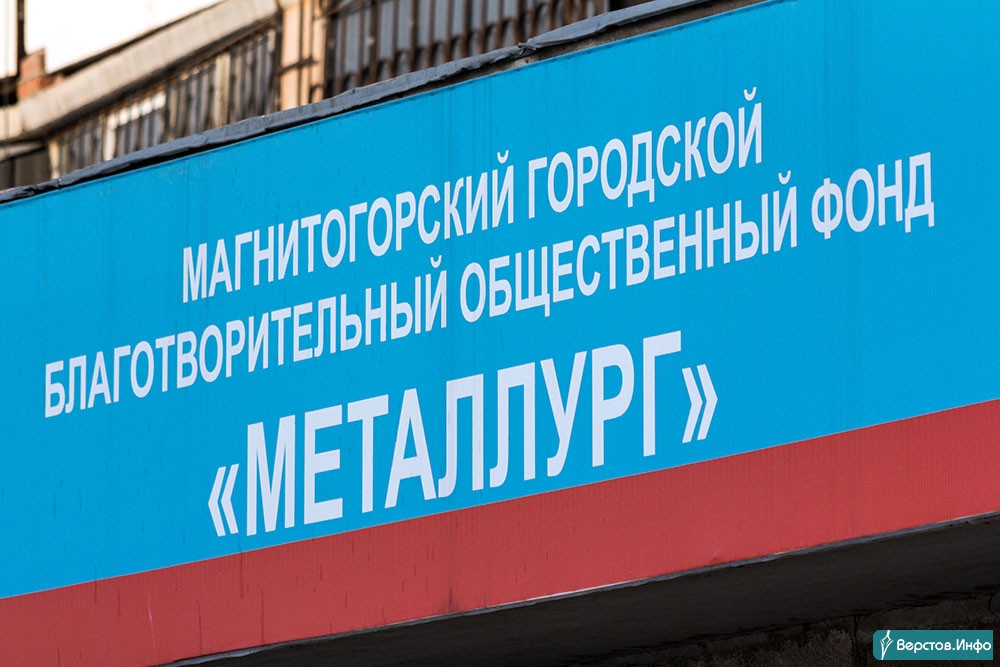 МАГНИТОГОРСКИЙ ГОРОДСКОЙ
БЛАГОТВОРИТЕЛЬНЫЙ ОБЩЕСТВЕННЫЙ ФОНД
«МЕТАЛЛУРГ»
Верстов.Инфо